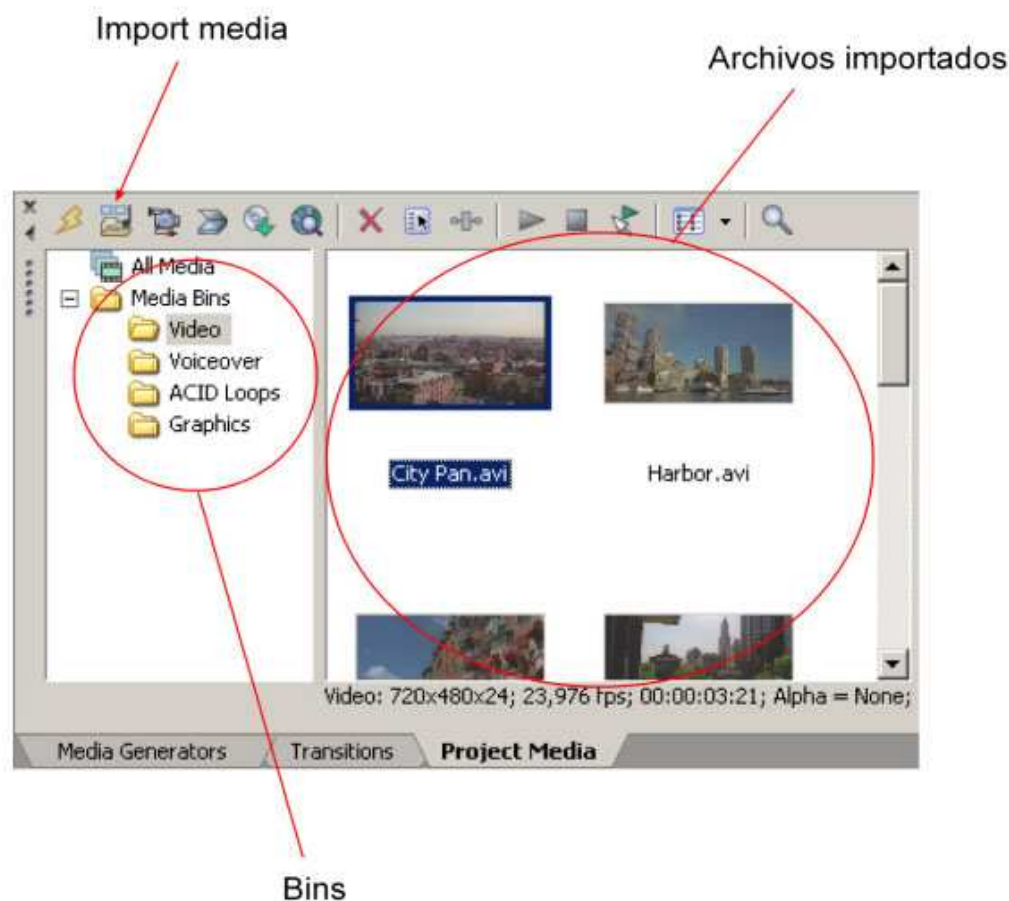 Import media
Archivos importados
All Media
Media Bins
Video
Voiceover
ACID Loops
Graphics
City Pan.avi
Harbor.avi
Video: 720x480x24; 23,976 fps; 00:00:03:21; Alpha = None;
Media Generators
Transitions
Project Media
Bins